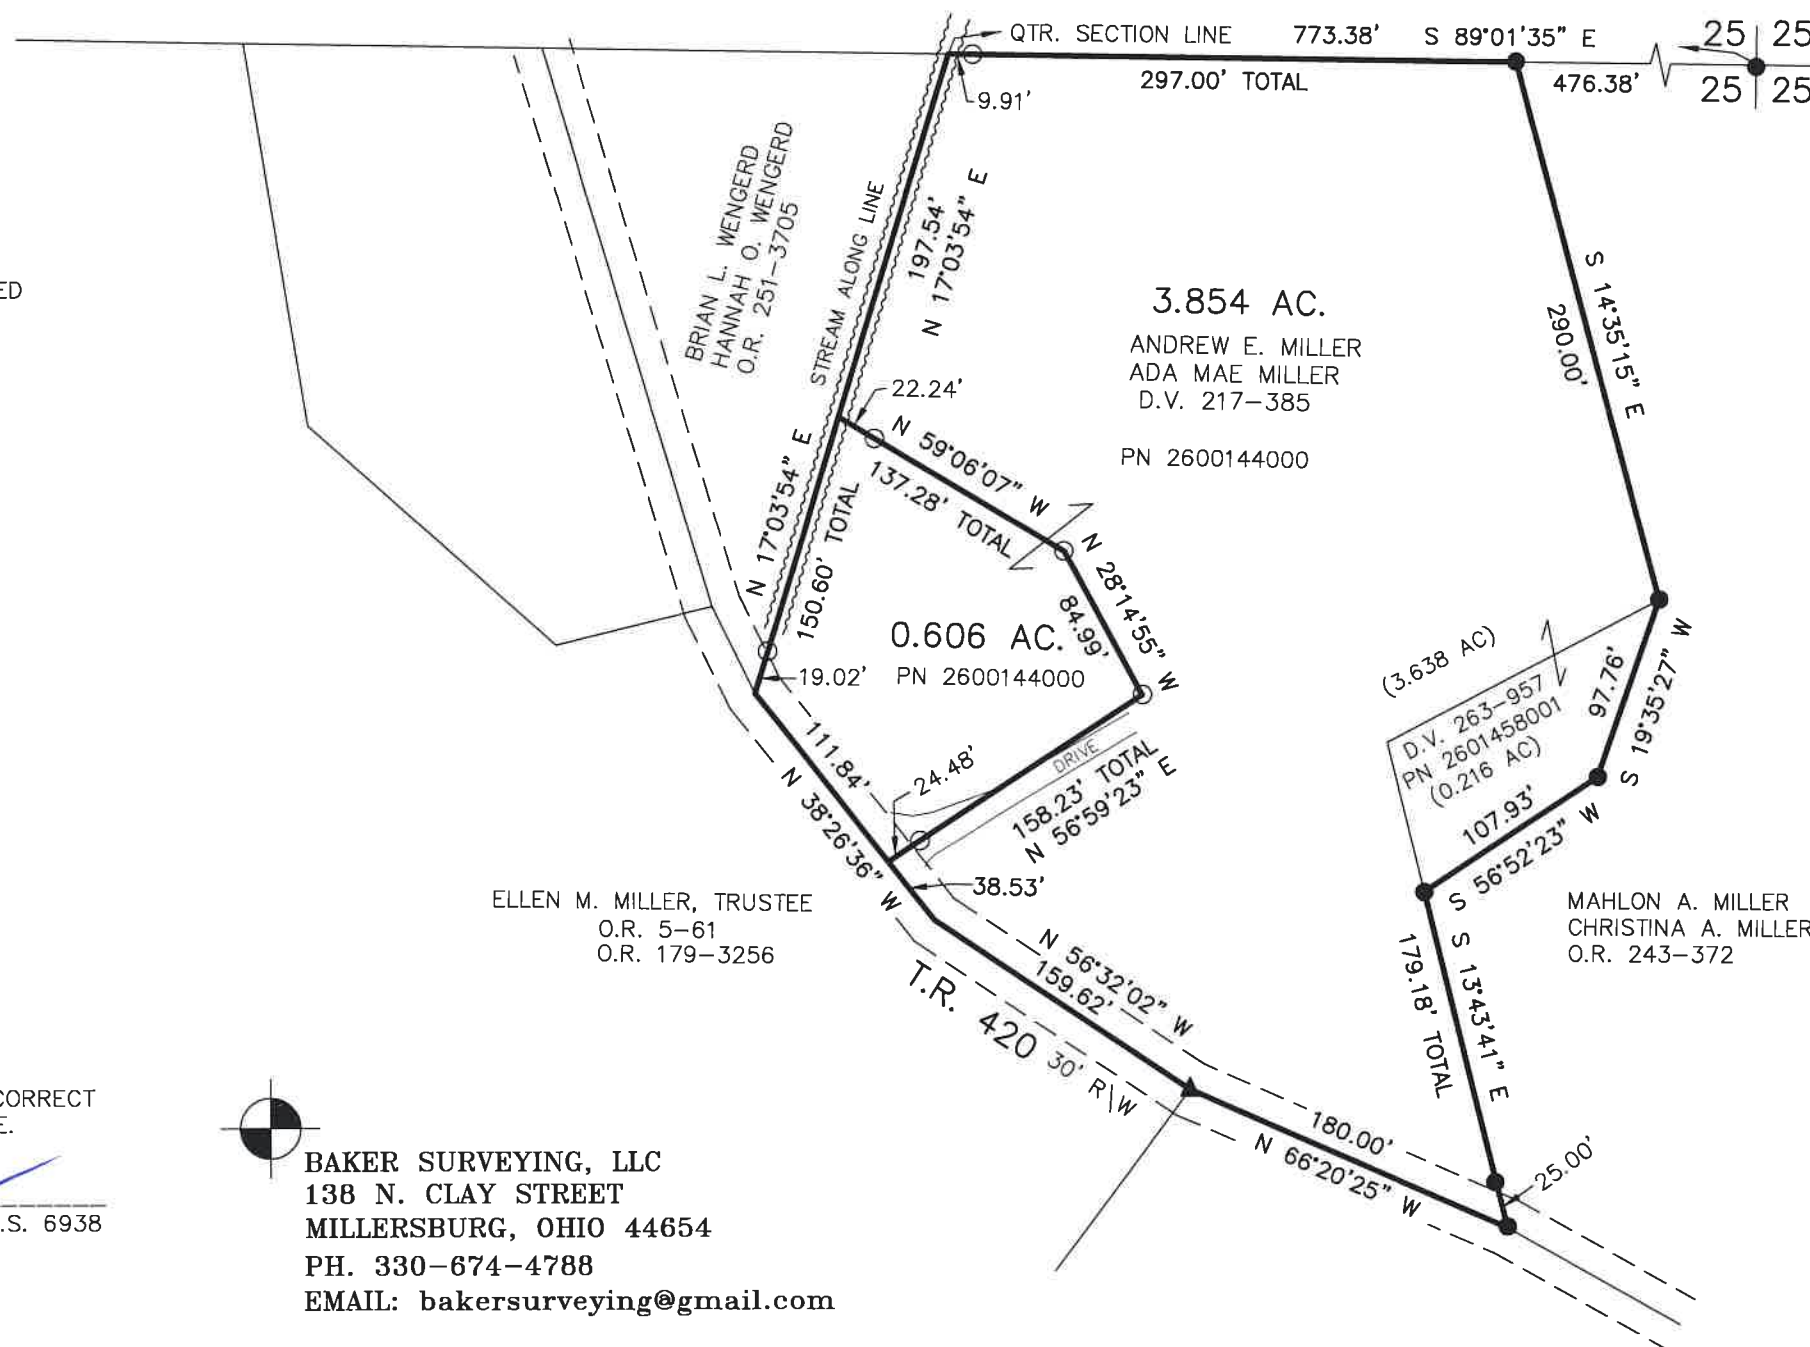 QTR. SECTION LINE 773.38' S 89°01'35" E
297.00' TOTAL
476.38'
25 25
25 25
9.91'
BRIAN L. WENGERD
HANNAH O. WENGERD
O.R. 251-3705
STREAM ALONG LINE
197.54'
N 17°03'54" E
3.854 AC.
ANDREW E. MILLER
ADA MAE MILLER
D.V. 217-385
PN 2600144000
S 14°35'15" E
290.00'
ED
22.24'
N 59°06'07" W
137.28' TOTAL
N 17°03'54" E
150.60' TOTAL
N 28°14'55" W
84.99'
0.606 AC.
PN 2600144000
19.02'
(3.638 AC)
D.V. 263-957
PN 2601458001
(0.216 AC)
97.76'
S 19°35'27" W
107.93'
S 56°52'23" W
111.84'
N 38°26'36" W
24.48'
DRIVE
158.23' TOTAL
N 56°59'23" E
38.53'
ELLEN M. MILLER, TRUSTEE
O.R. 5-61
O.R. 179-3256
MAHLON A. MILLER
CHRISTINA A. MILLER
O.R. 243-372
N 56°32'02" W
159.62'
T.R. 420 30' R\W
S 13°43'41" E
179.18' TOTAL
180.00'
N 66°20'25" W
25.00'
CORRECT
E.
.S. 6938
BAKER SURVEYING, LLC
138 N. CLAY STREET
MILLERSBURG, OHIO 44654
PH. 330-674-4788
EMAIL: bakersurveying@gmail.com